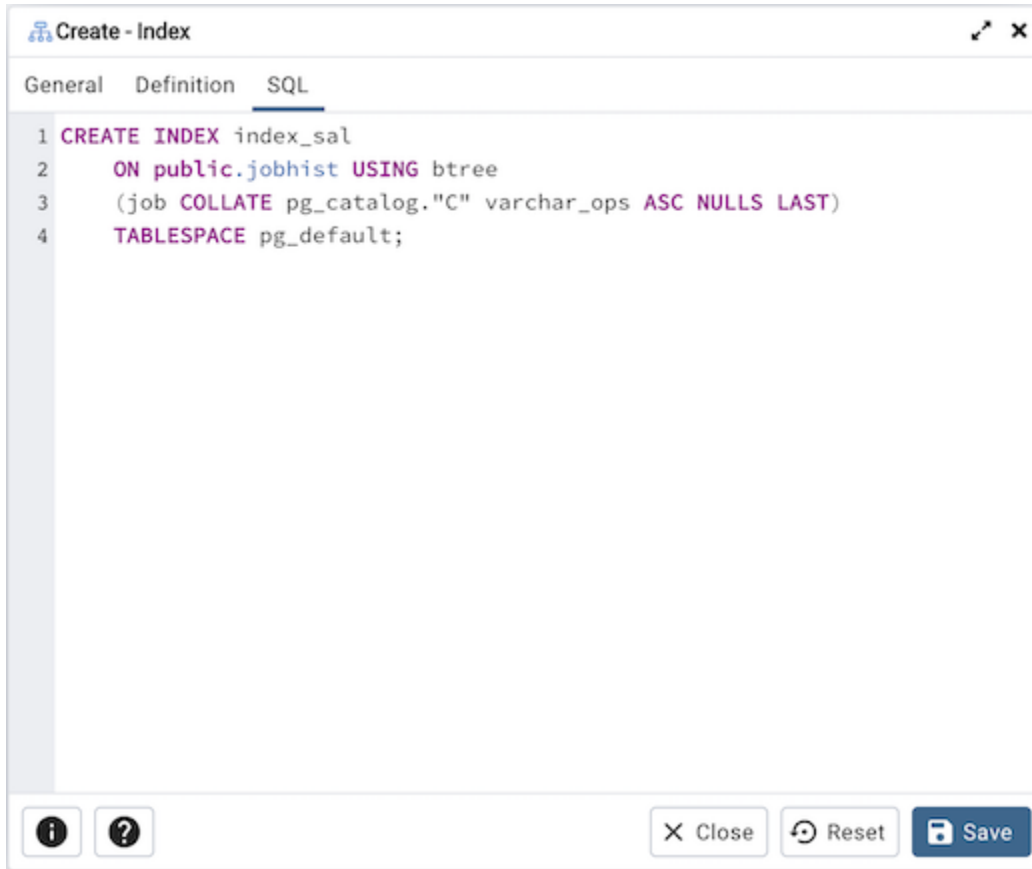 Create - Index
General Definition SQL
1 CREATE INDEX index_sal
2 ON public.jobhist USING btree
3 (job COLLATE pg_catalog."C" varchar_ops ASC NULLS LAST)
4 TABLESPACE pg_default;
Close Reset Save